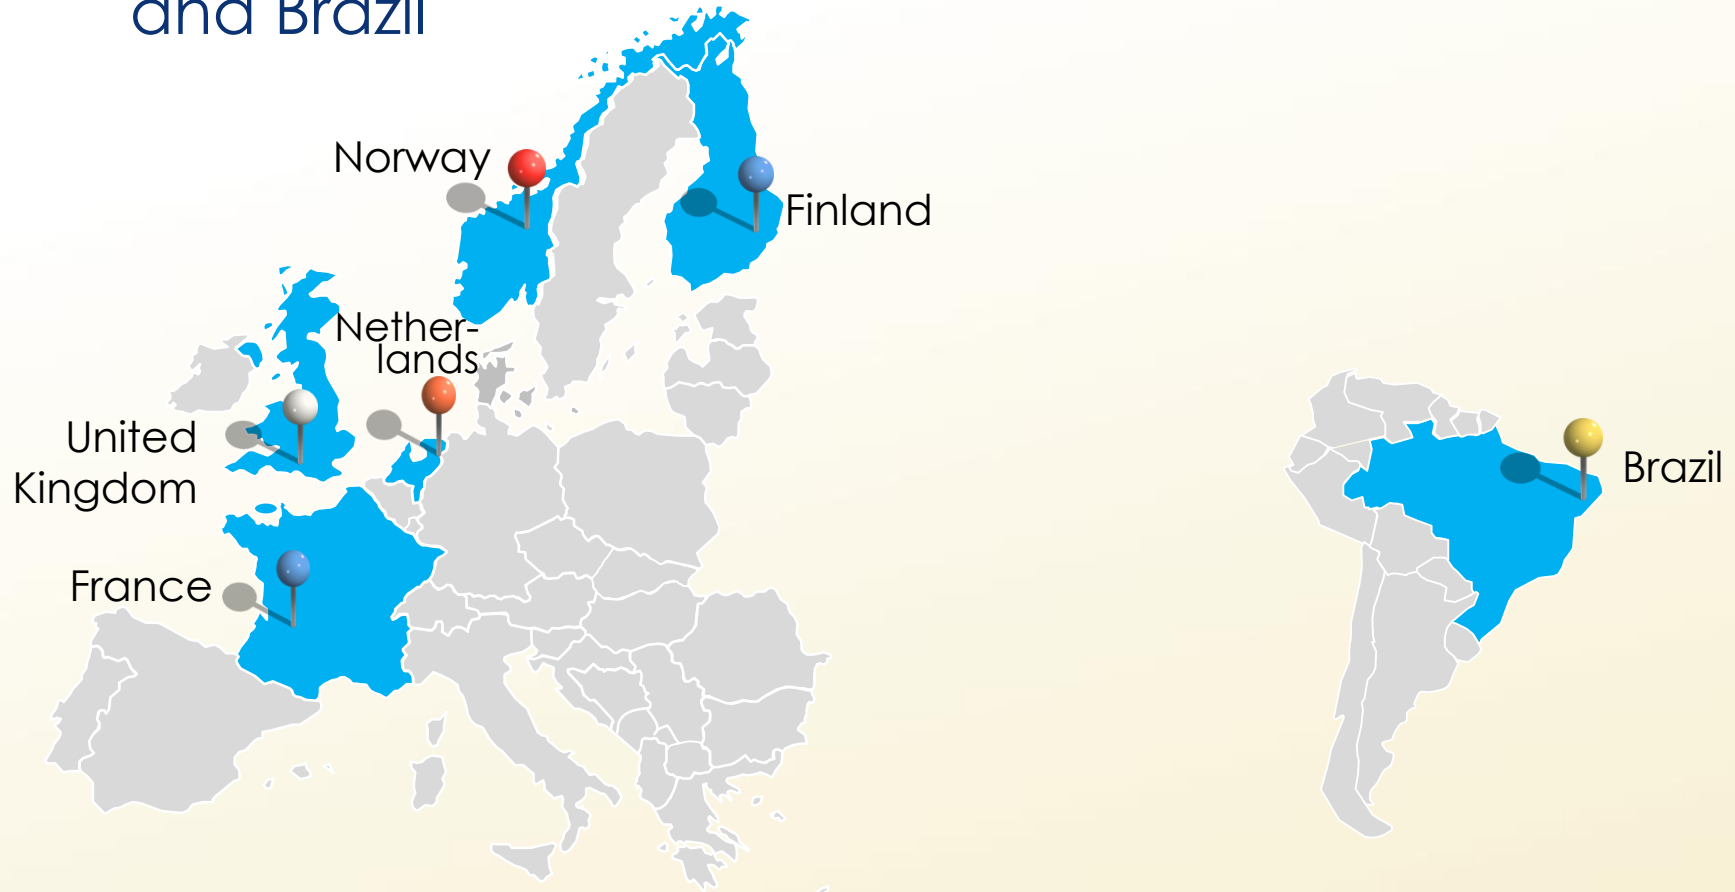 and Brazil
Norway
Finland
Nether-
lands
United
Kingdom
France
Brazil